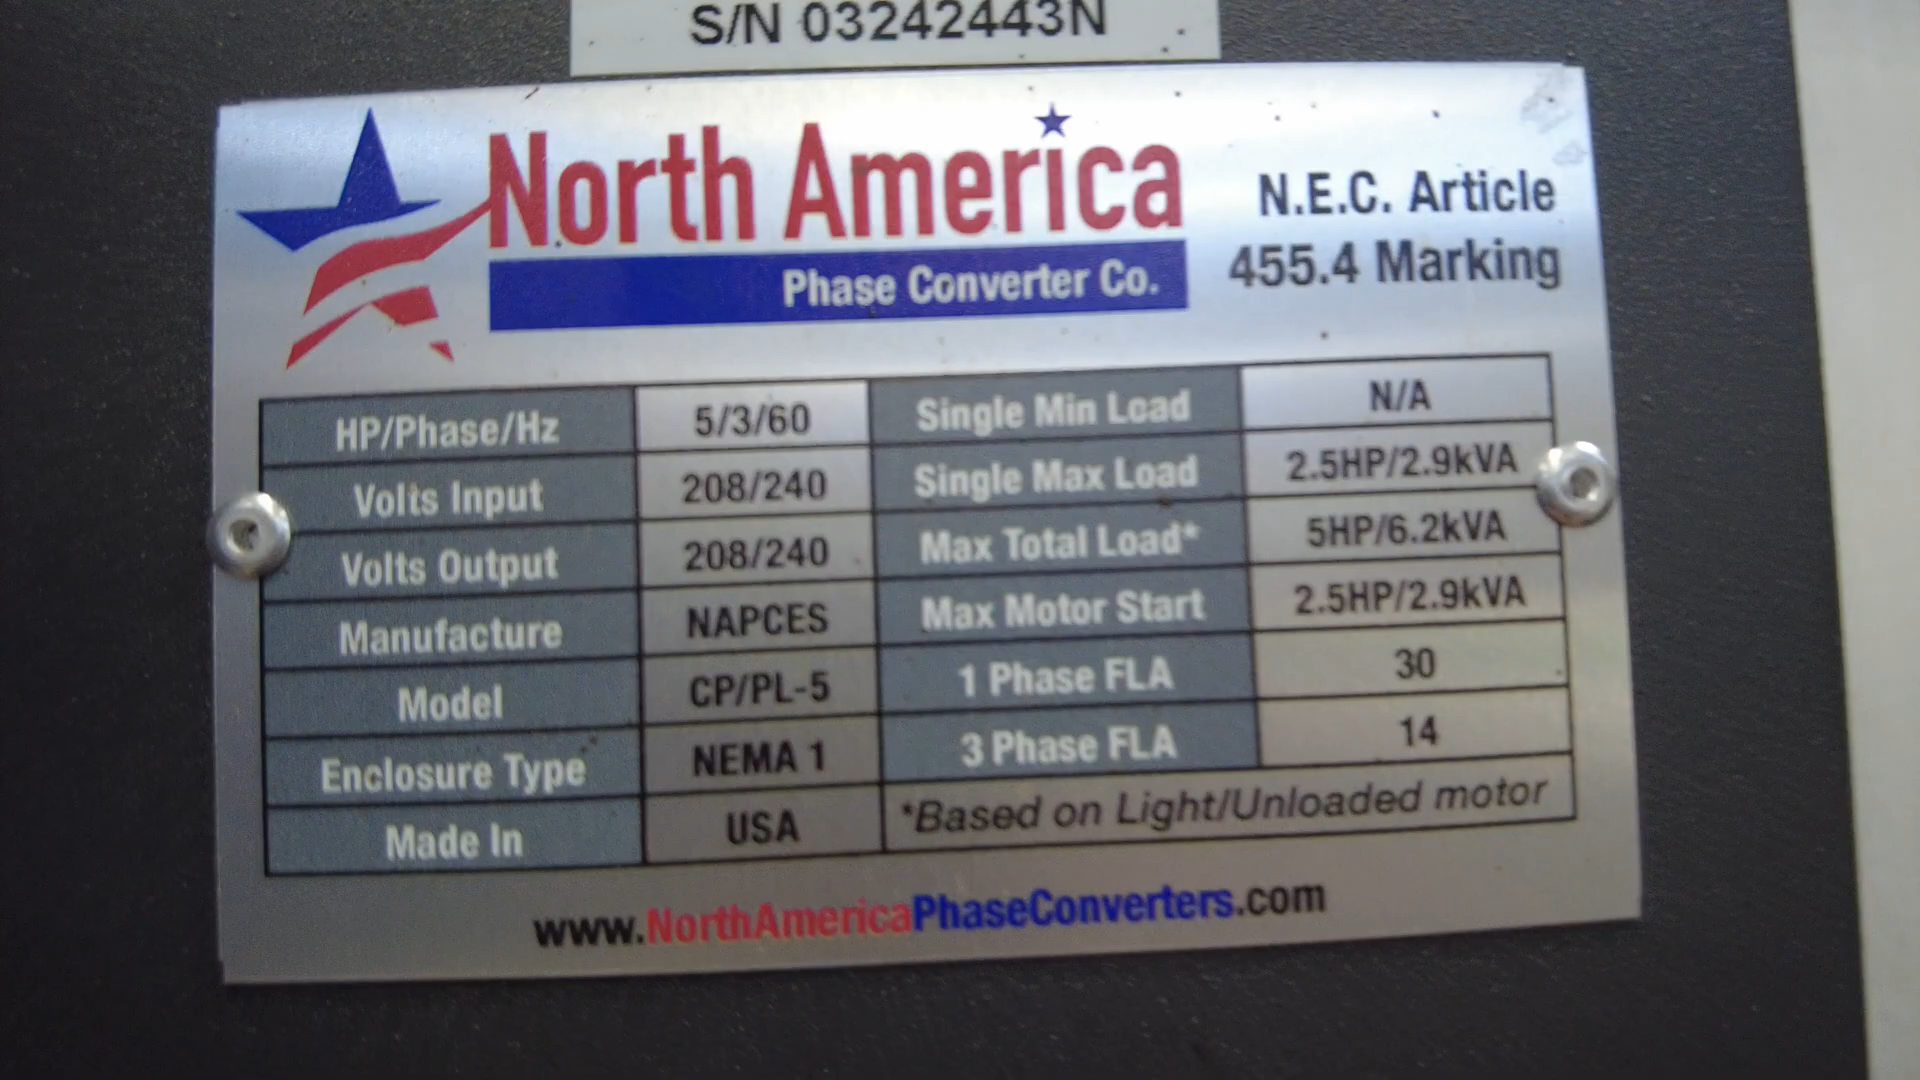 S/N 03242443N
North America
Phase Converter Co.
N.E.C. Article
455.4 Marking
HP/Phase/Hz 5/3/60 Single Min Load N/A
Volts Input 208/240 Single Max Load 2.5HP/2.9kVA
Volts Output 208/240 Max Total Load* 5HP/6.2kVA
Manufacture NAPCES Max Motor Start 2.5HP/2.9kVA
Model CP/PL-5 1 Phase FLA 30
Enclosure Type NEMA 1 3 Phase FLA 14
Made In USA *Based on Light/Unloaded motor
www.NorthAmericaPhaseConverters.com